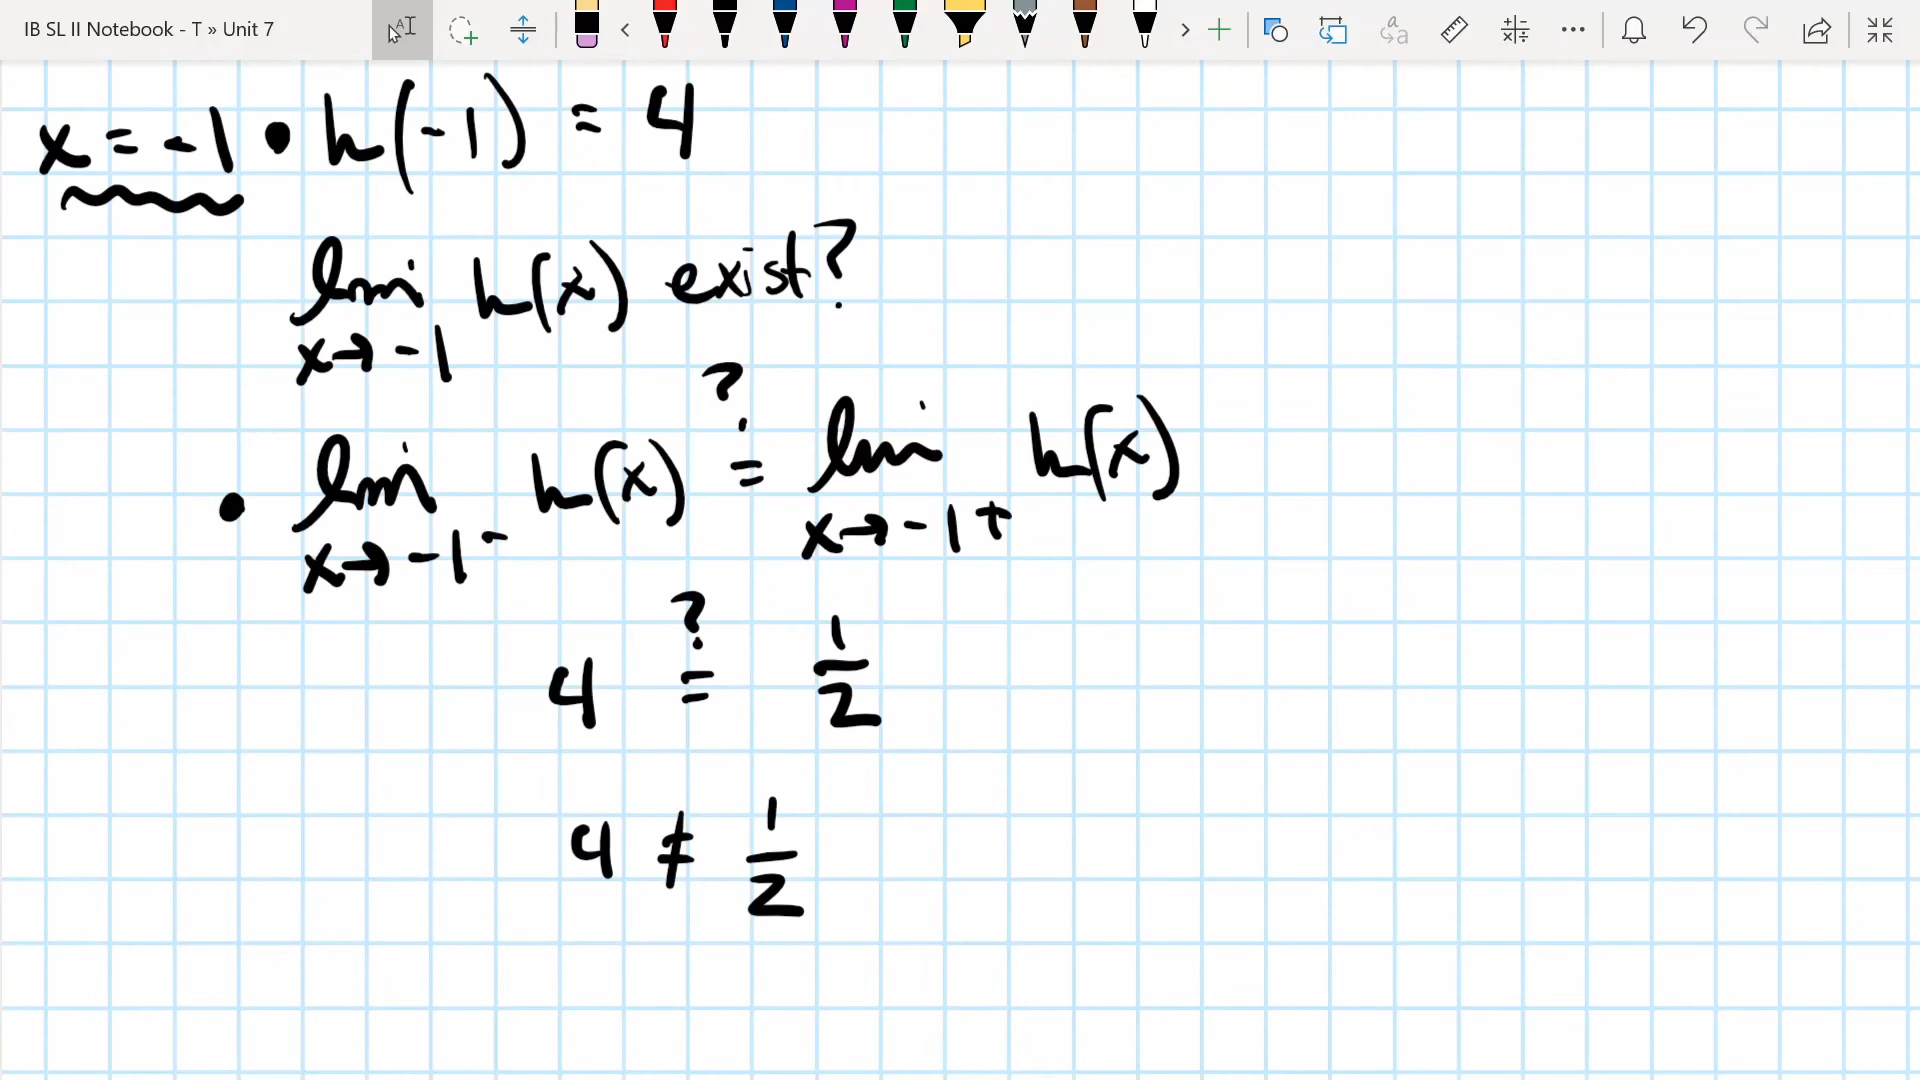 IB SL II Notebook - T » Unit 7
x = -1 • h(-1) = 4
lim h(x) exist?
x→ -1
• lim h(x) ≟ lim h(x)
x→ -1⁻ x→ -1⁺
4 ≟ 1/2
4 ≠ 1/2